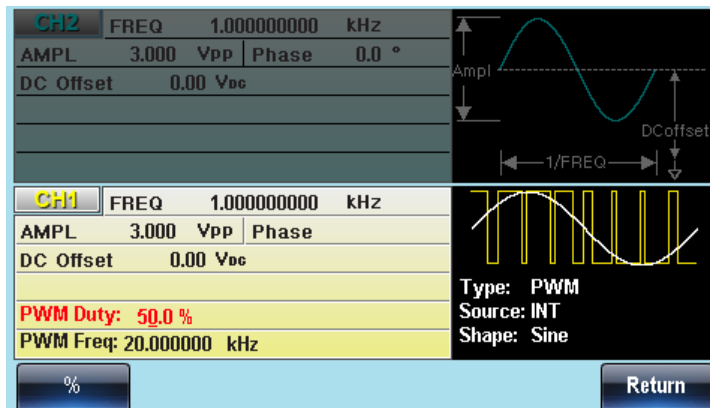 CH2 FREQ 1.000000000 kHz
AMPL 3.000 Vpp Phase 0.0 °
DC Offset 0.00 VDC
Ampl
DCoffset
1/FREQ
CH1 FREQ 1.000000000 kHz
AMPL 3.000 Vpp Phase
DC Offset 0.00 VDC
PWM Duty: 50.0 %
PWM Freq: 20.000000 kHz
Type: PWM
Source: INT
Shape: Sine
% Return